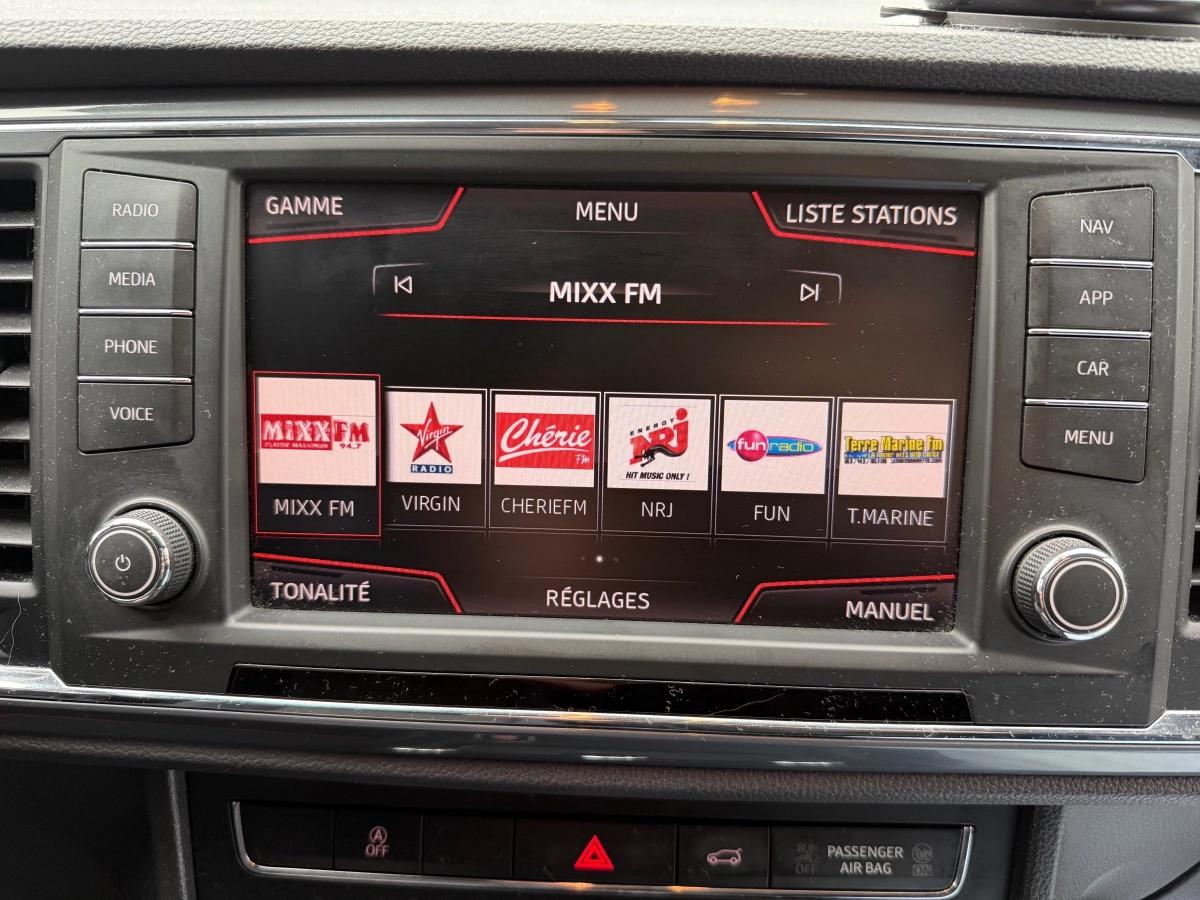 RADIO
MEDIA
PHONE
VOICE
GAMME
MENU
LISTE STATIONS
MIXX FM
MiXX FM
94.7
Virgin
RADIO
Chérie
FM
ENERGY
NRJ
HIT MUSIC ONLY !
fun radio
Terre Marine FM
MIXX FM
VIRGIN
CHERIEFM
NRJ
FUN
T.MARINE
TONALITÉ
RÉGLAGES
MANUEL
NAV
APP
CAR
MENU
A
OFF
OFF
PASSENGER
AIR BAG
ON